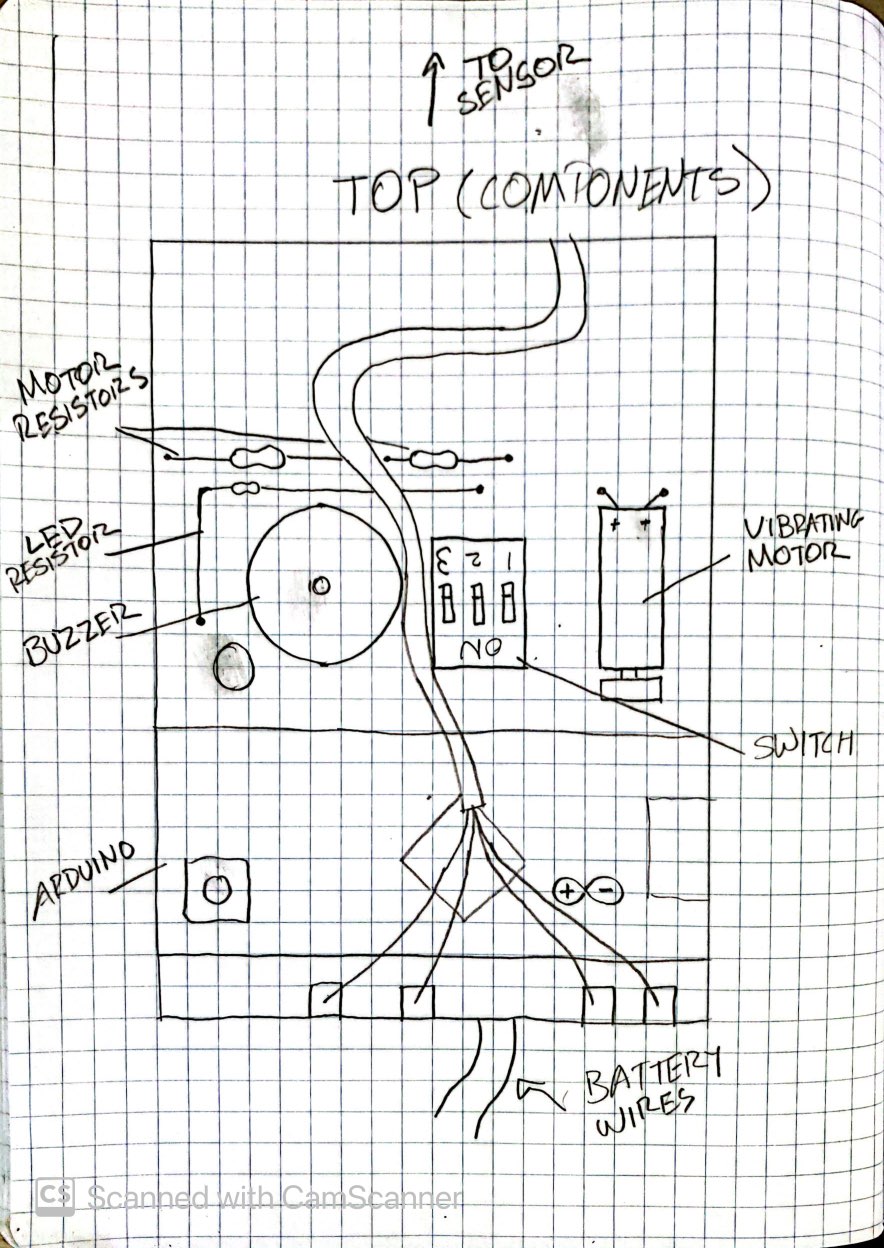 TO
SENSOR
TOP (COMPONENTS)
MOTOR
RESISTORS
LED
RESISTOR
BUZZER
3 2 1
ON
+ +
VIBRATING
MOTOR
SWITCH
ARDUINO
+ -
BATTERY
WIRES
CS Scanned with CamScanner